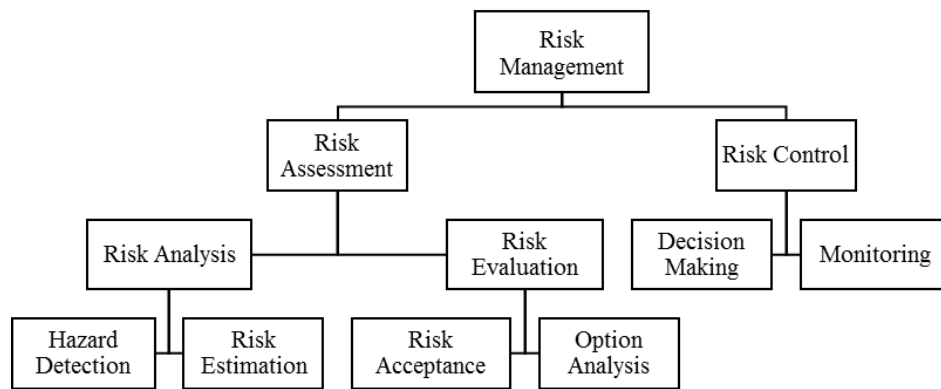 Risk
Management
Risk
Assessment
Risk Control
Risk Analysis
Risk
Evaluation
Decision
Making
Monitoring
Hazard
Detection
Risk
Estimation
Risk
Acceptance
Option
Analysis